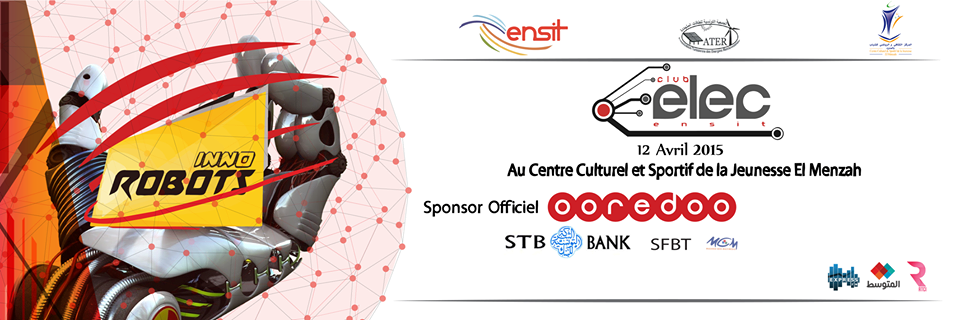 INNO
ROBOTS
ensit
ATER
club
elec
ensit
12 Avril 2015
Au Centre Culturel et Sportif de la Jeunesse El Menzah
Sponsor Officiel ooredoo
STB BANK SFBT MGM
المتوسط
R